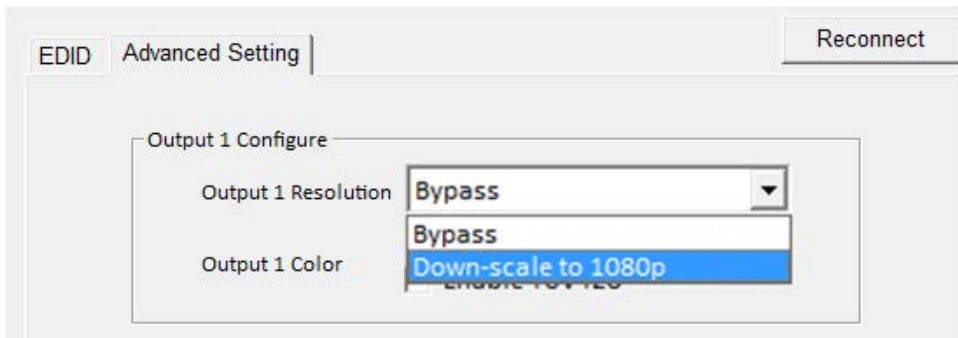 Reconnect
EDID
Advanced Setting
Output 1 Configure
Output 1 Resolution
Bypass
Bypass
Down-scale to 1080p
Output 1 Color